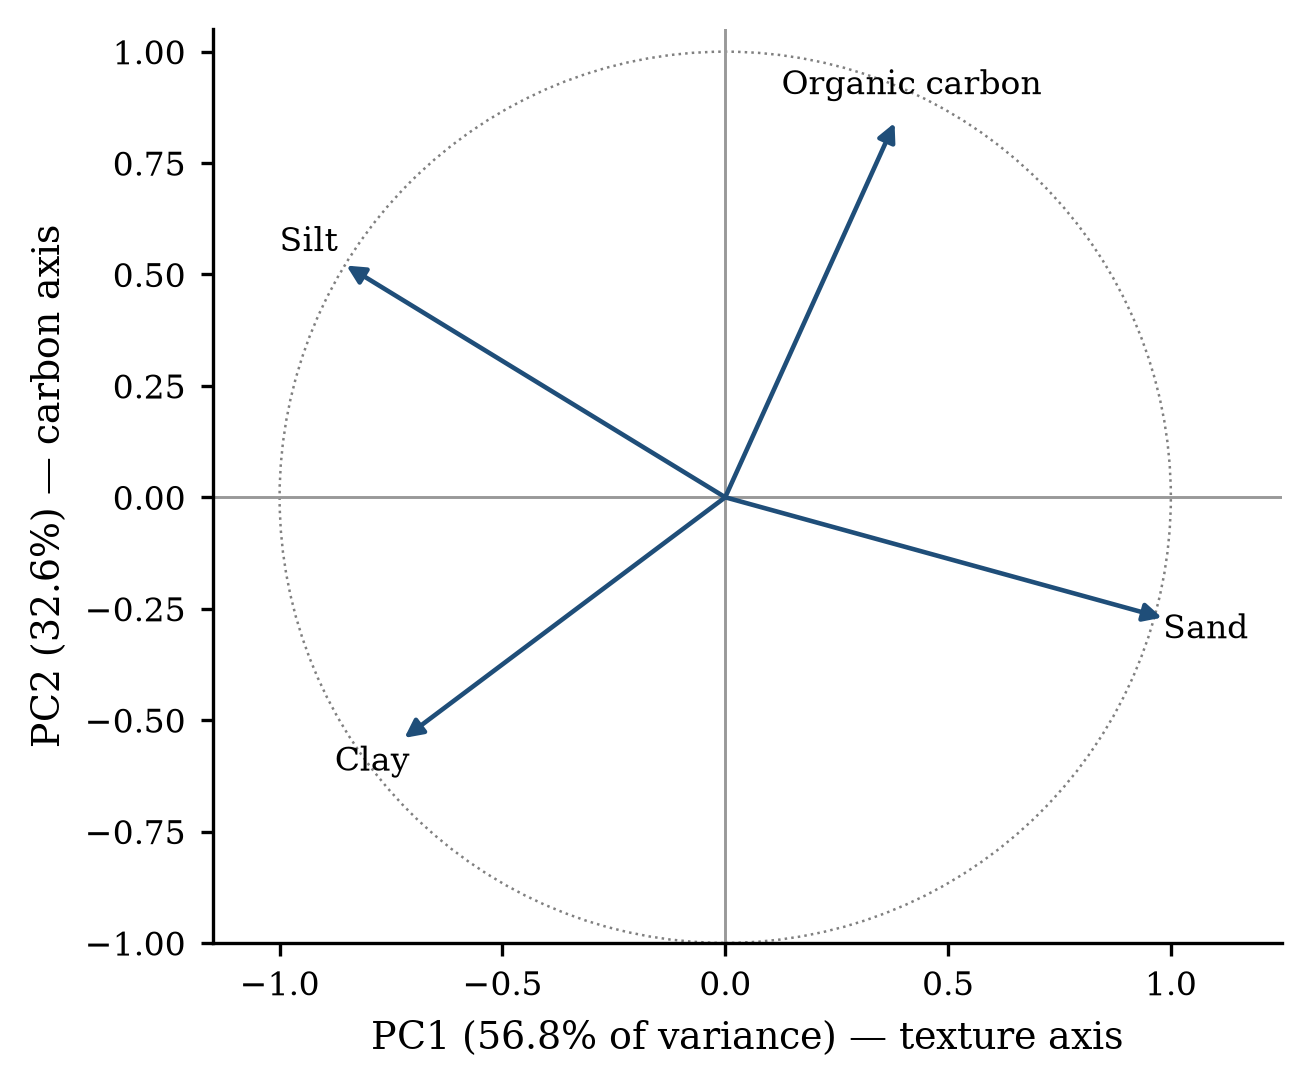 1.00
0.75
0.50
0.25
0.00
−0.25
−0.50
−0.75
−1.00
PC2 (32.6%) — carbon axis
Organic carbon
Silt
Sand
Clay
−1.0
−0.5
0.0
0.5
1.0
PC1 (56.8% of variance) — texture axis